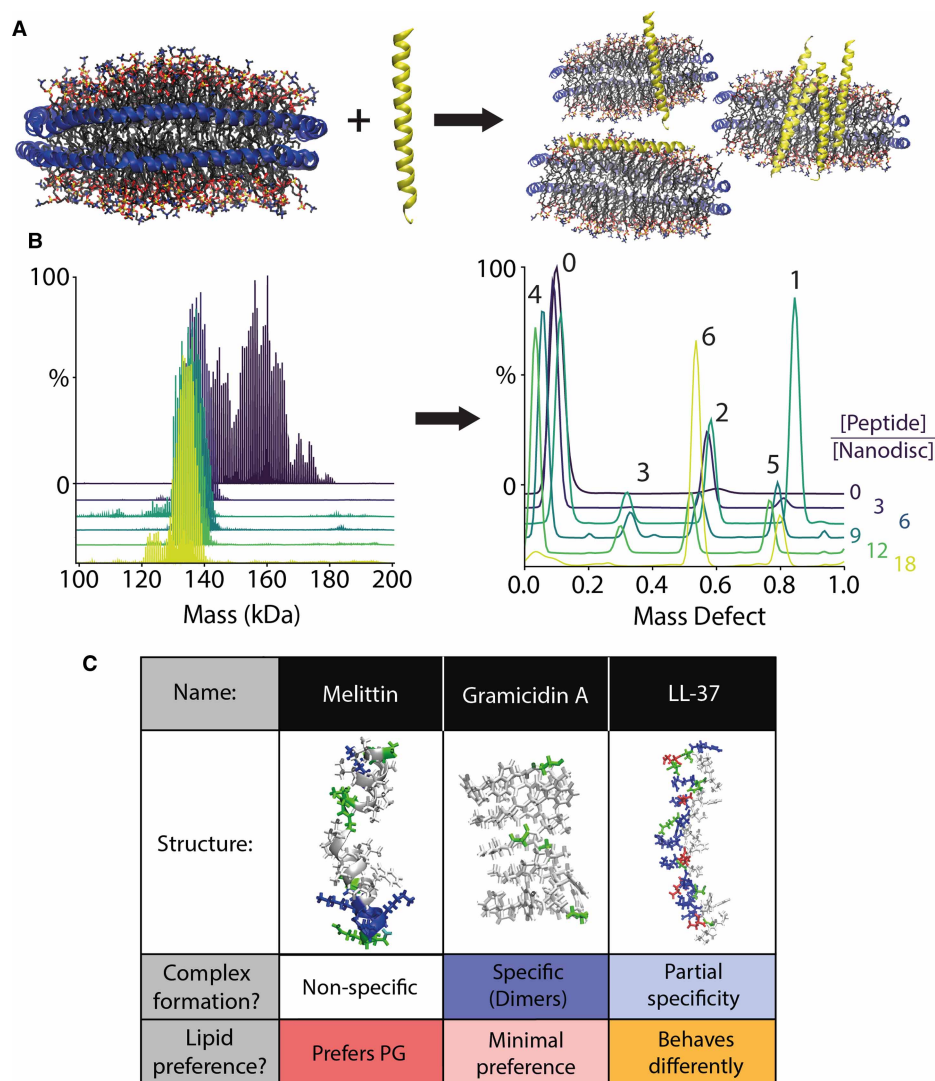 A
+
B
100
%
0
100 120 140 160 180 200
Mass (kDa)
100
%
0
4 0 1 6 2 3 5
[Peptide]
[Nanodisc]
0
3
6
9
12
18
0.0 0.2 0.4 0.6 0.8 1.0
Mass Defect
C
Name: Melittin Gramicidin A LL-37
Structure:
Complex
formation?
Non-specific
Specific
(Dimers)
Partial
specificity
Lipid
preference?
Prefers PG
Minimal
preference
Behaves
differently